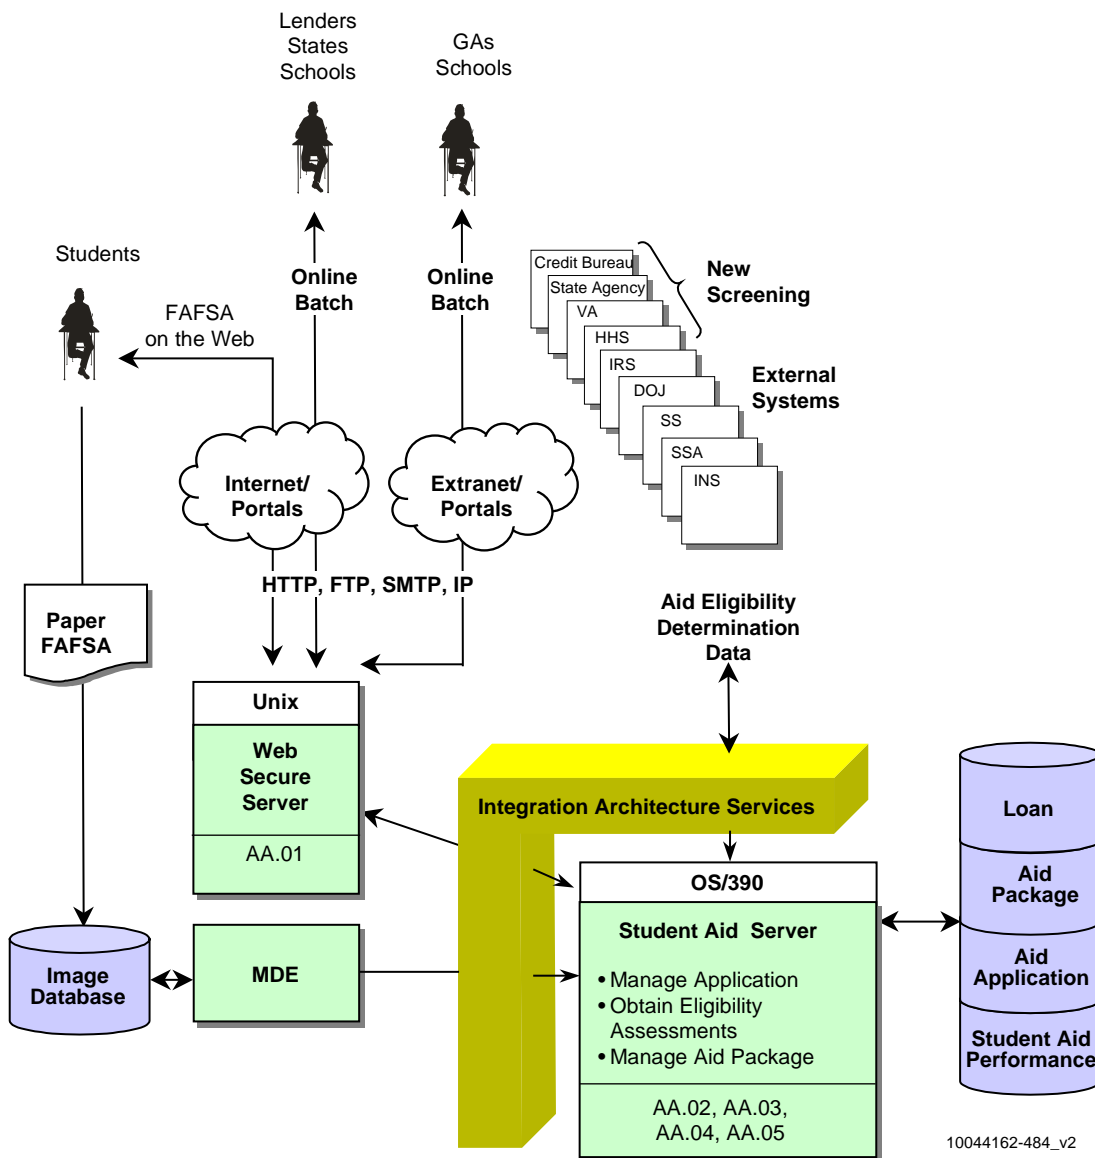 Lenders
States
Schools
GAs
Schools
Students
FAFSA
on the Web
Online
Batch
Online
Batch
Credit Bureau
State Agency
VA
HHS
IRS
DOJ
SS
SSA
INS
New
Screening
External
Systems
Internet/
Portals
Extranet/
Portals
HTTP, FTP, SMTP, IP
Paper
FAFSA
Aid Eligibility
Determination
Data
Unix
Web
Secure
Server
AA.01
Integration Architecture Services
OS/390
Student Aid Server
• Manage Application
• Obtain Eligibility
Assessments
• Manage Aid Package
AA.02, AA.03,
AA.04, AA.05
Image
Database
MDE
Loan
Aid
Package
Aid
Application
Student Aid
Performance
10044162-484_v2